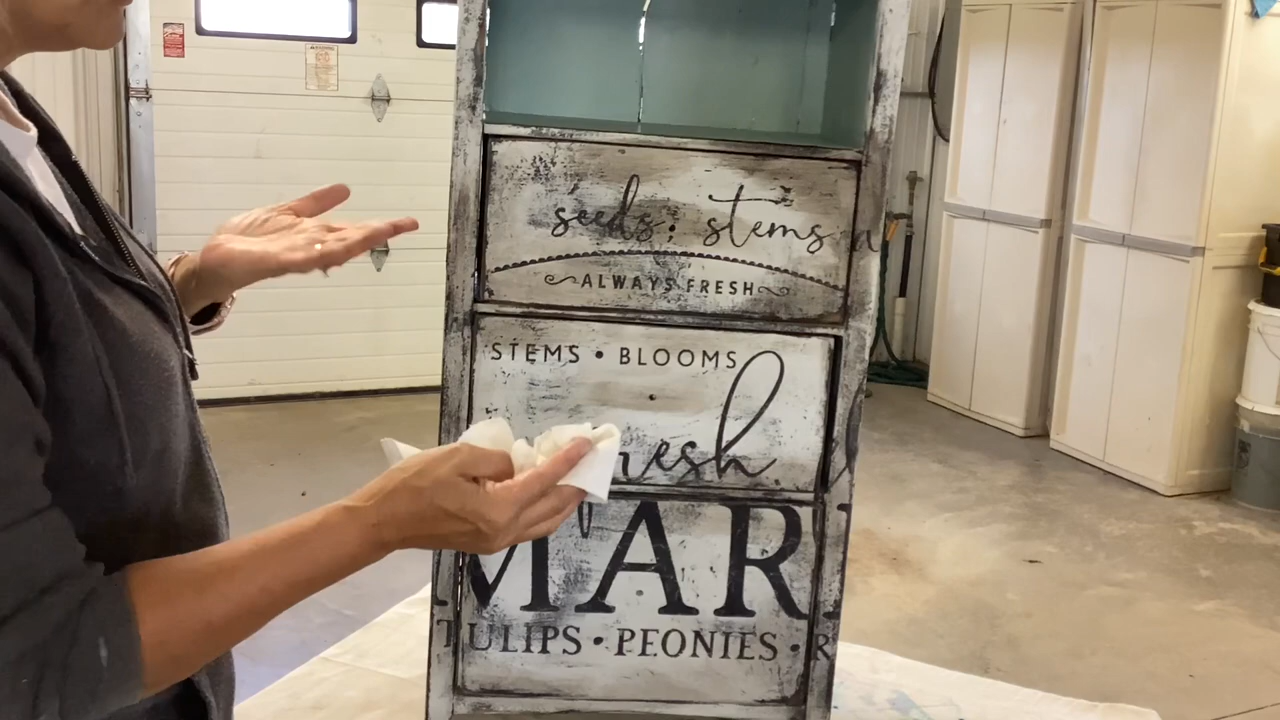 seeds; stems
ALWAYS FRESH
STEMS • BLOOMS
resh
MAR
TULIPS • PEONIES • R